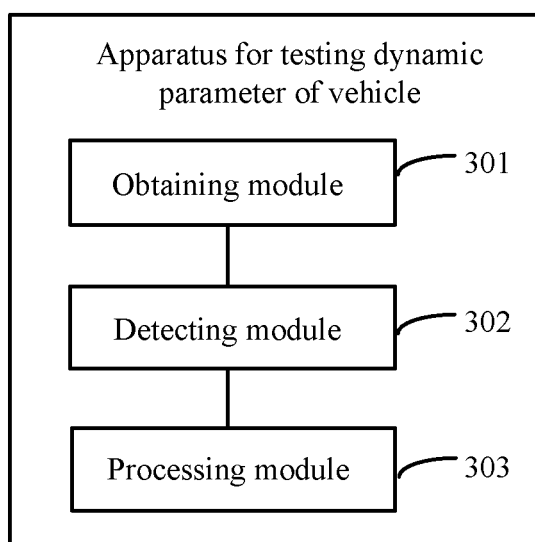 Apparatus for testing dynamic
parameter of vehicle
Obtaining module
301
Detecting module
302
Processing module
303